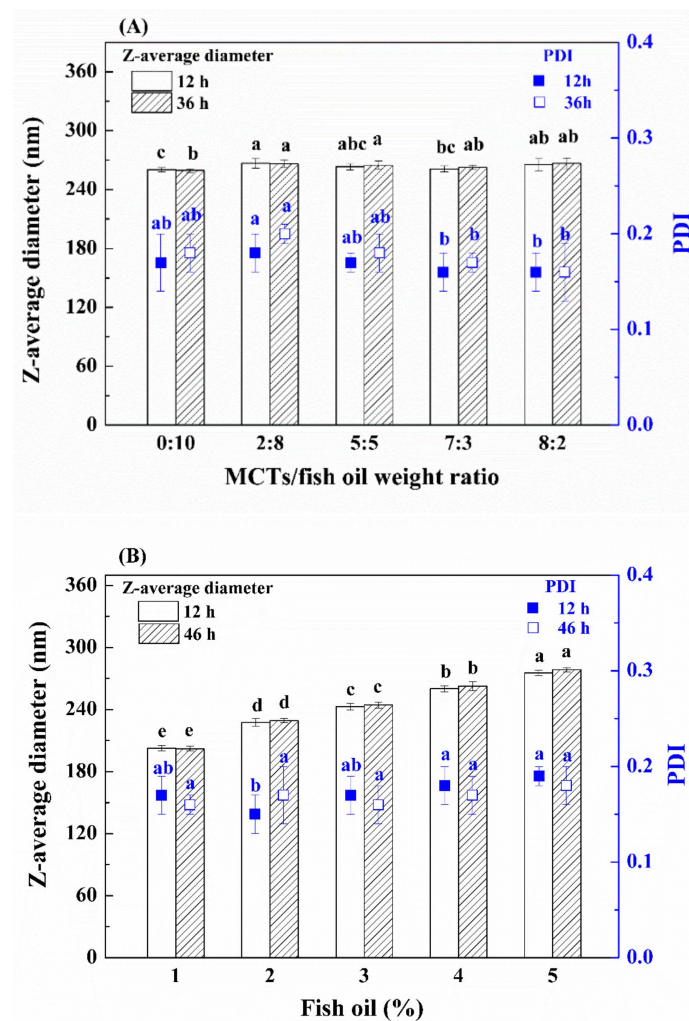 (A)
Z-average diameter
12 h
36 h
PDI
12h
36h
360
300
240
180
120
60
0
Z-average diameter (nm)
0.4
0.3
0.2
0.1
0.0
PDI
c b a a abc a bc ab ab ab
ab ab a a ab ab b b b b
0:10 2:8 5:5 7:3 8:2
MCTs/fish oil weight ratio
(B)
Z-average diameter
12 h
46 h
PDI
12 h
46 h
360
300
240
180
120
60
0
Z-average diameter (nm)
0.4
0.3
0.2
0.1
0.0
PDI
e e d d c c b b a a
ab a b a ab a a a a a
1 2 3 4 5
Fish oil (%)